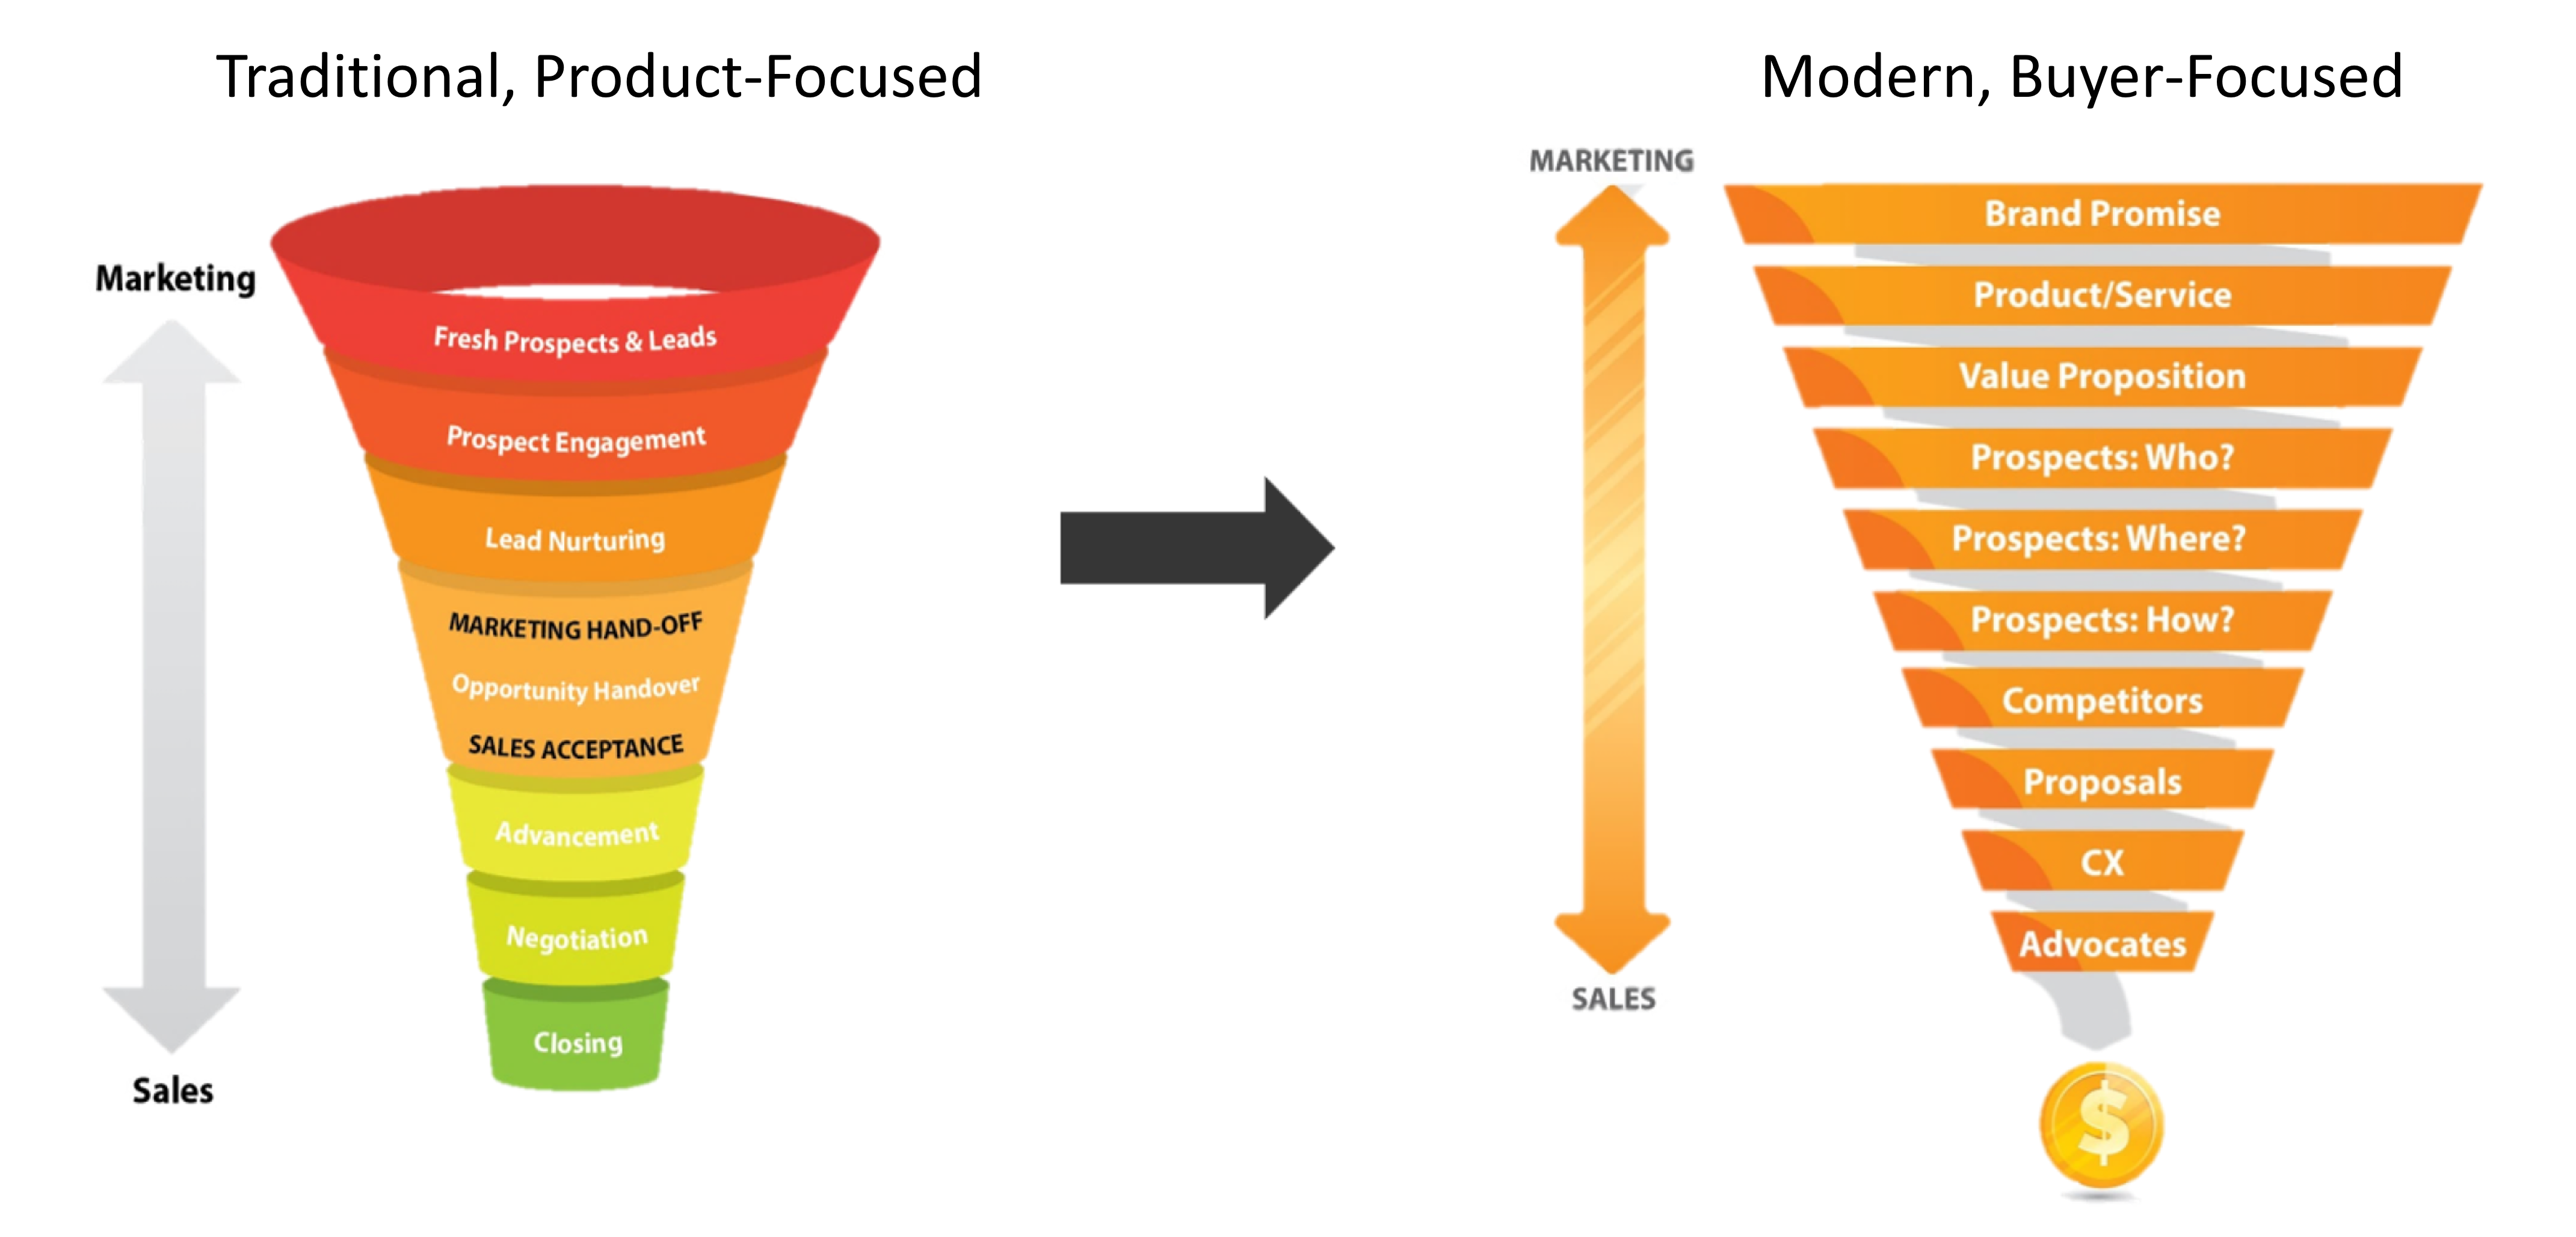 Traditional, Product-Focused
Marketing
Fresh Prospects & Leads
Prospect Engagement
Lead Nurturing
MARKETING HAND-OFF
Opportunity Handover
SALES ACCEPTANCE
Advancement
Negotiation
Closing
Sales
Modern, Buyer-Focused
MARKETING
Brand Promise
Product/Service
Value Proposition
Prospects: Who?
Prospects: Where?
Prospects: How?
Competitors
Proposals
CX
Advocates
SALES
$